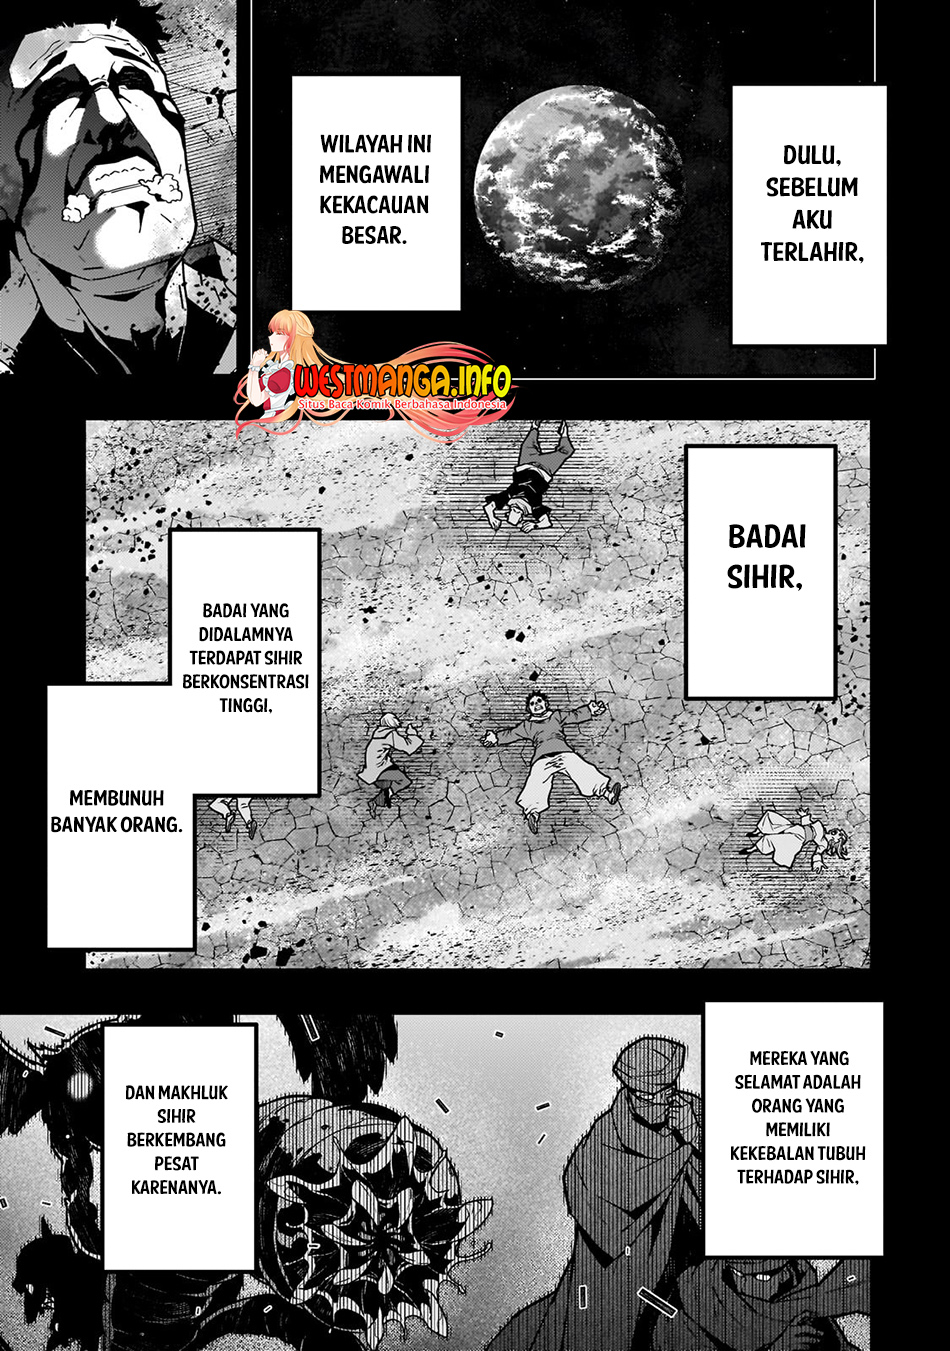 DULU,
SEBELUM
AKU
TERLAHIR,
WILAYAH INI
MENGAWALI
KEKACAUAN
BESAR.
WESTMANGA.INFO
Situs Baca Komik Berbahasa Indonesia
BADAI
SIHIR,
BADAI YANG
DIDALAMNYA
TERDAPAT SIHIR
BERKONSENTRASI
TINGGI,
MEMBUNUH
BANYAK ORANG.
MEREKA YANG
SELAMAT ADALAH
ORANG YANG
MEMILIKI
KEKEBALAN TUBUH
TERHADAP SIHIR,
DAN MAKHLUK
SIHIR
BERKEMBANG
PESAT
KARENANYA.